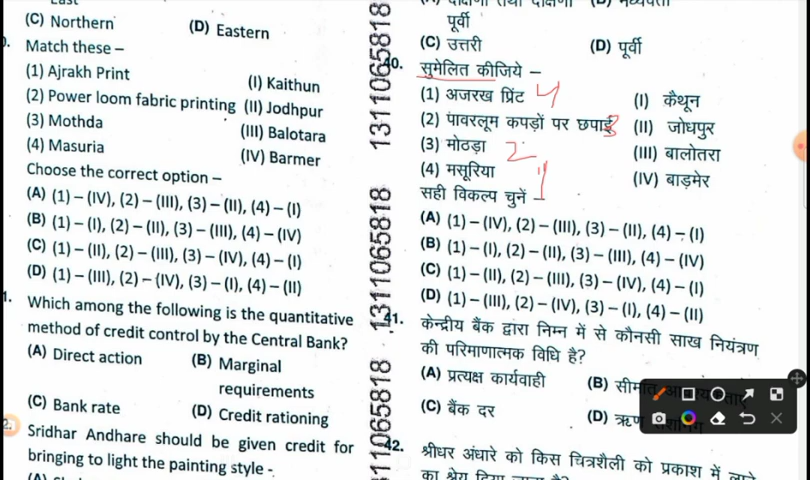 East
(C) Northern
(D) Eastern
Match these –
(1) Ajrakh Print
(I) Kaithun
(2) Power loom fabric printing
(II) Jodhpur
(3) Mothda
(III) Balotara
(4) Masuria
(IV) Barmer
Choose the correct option –
(A) (1) – (IV), (2) – (III), (3) – (II), (4) – (I)
(B) (1) – (I), (2) – (II), (3) – (III), (4) – (IV)
(C) (1) – (II), (2) – (III), (3) – (IV), (4) – (I)
(D) (1) – (III), (2) – (IV), (3) – (I), (4) – (II)
Which among the following is the quantitative
method of credit control by the Central Bank?
(A) Direct action
(B) Marginal
requirements
(C) Bank rate
(D) Credit rationing
Sridhar Andhare should be given credit for
bringing to light the painting style -
1311065818
1311065818
1311065818
पूर्वी
(C) उत्तरी
(D) पूर्वी
40. सुमेलित कीजिये –
(1) अजरख प्रिंट 4
(I) कैथून
(2) पावरलूम कपड़ों पर छपाई 3
(II) जोधपुर
(3) मोठड़ा 2
(III) बालोतरा
(4) मसूरिया 1
(IV) बाड़मेर
सही विकल्प चुनें –
(A) (1) – (IV), (2) – (III), (3) – (II), (4) – (I)
(B) (1) – (I), (2) – (II), (3) – (III), (4) – (IV)
(C) (1) – (II), (2) – (III), (3) – (IV), (4) – (I)
(D) (1) – (III), (2) – (IV), (3) – (I), (4) – (II)
41. केन्द्रीय बैंक द्वारा निम्न में से कौनसी साख नियंत्रण
की परिमाणात्मक विधि है?
(A) प्रत्यक्ष कार्यवाही
(B)
(C) बैंक दर
(D) ऋण
42. श्रीधर अंधारे को किस चित्रशैली को प्रकाश में लाने
का श्रेय दिया जाता है?